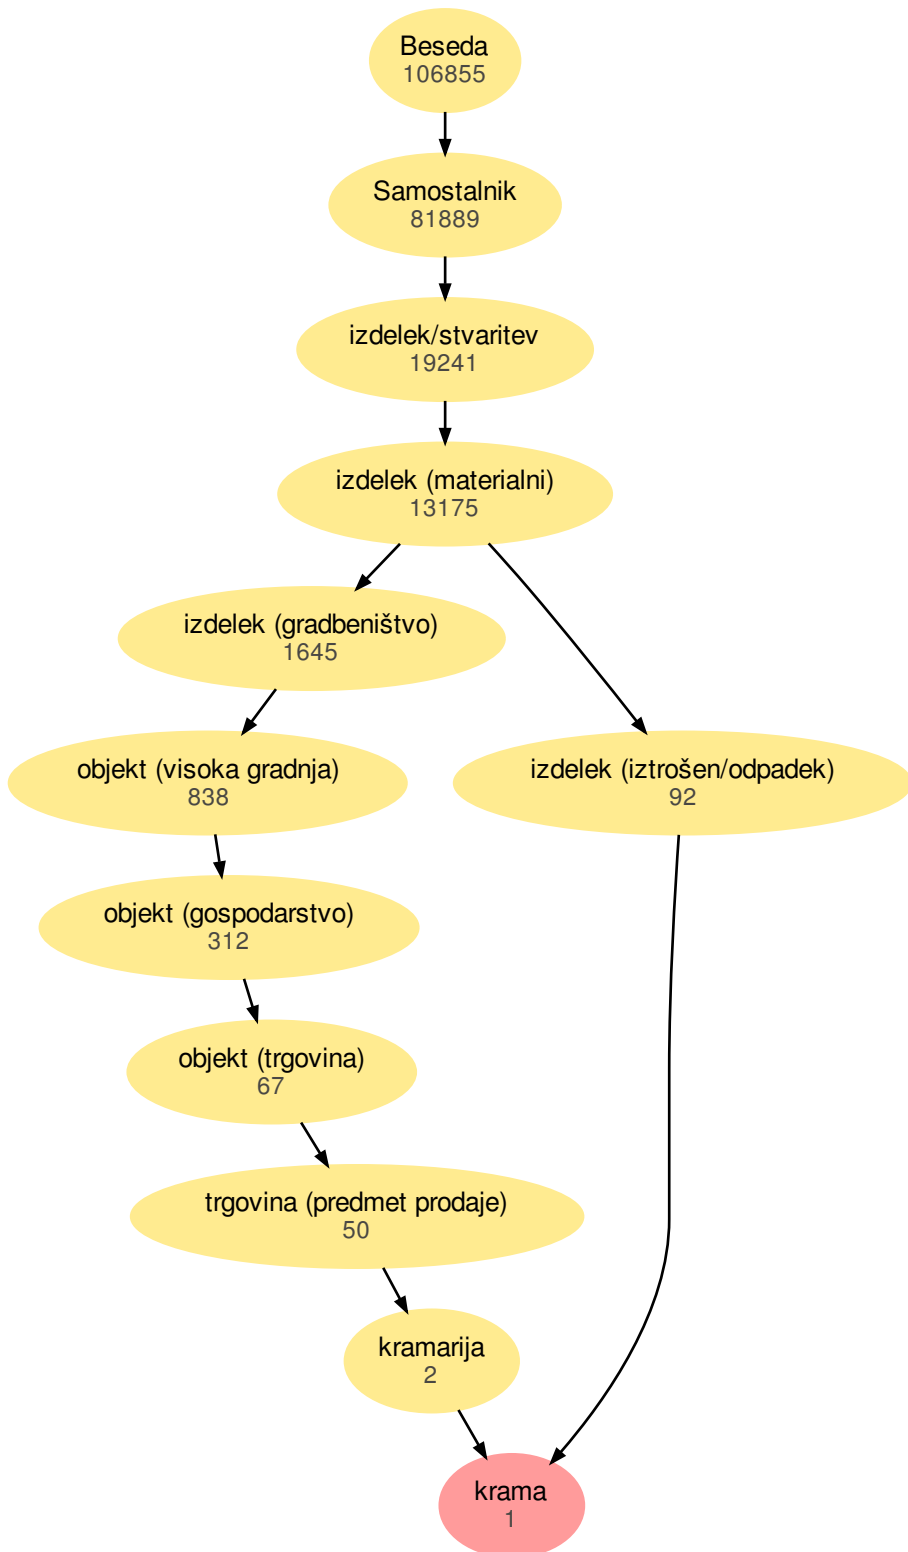 Beseda
106855
Samostalnik
81889
izdelek/stvaritev
19241
izdelek (materialni)
13175
izdelek (gradbeništvo)
1645
objekt (visoka gradnja)
838
izdelek (iztrošen/odpadek)
92
objekt (gospodarstvo)
312
objekt (trgovina)
67
trgovina (predmet prodaje)
50
kramarija
2
krama
1